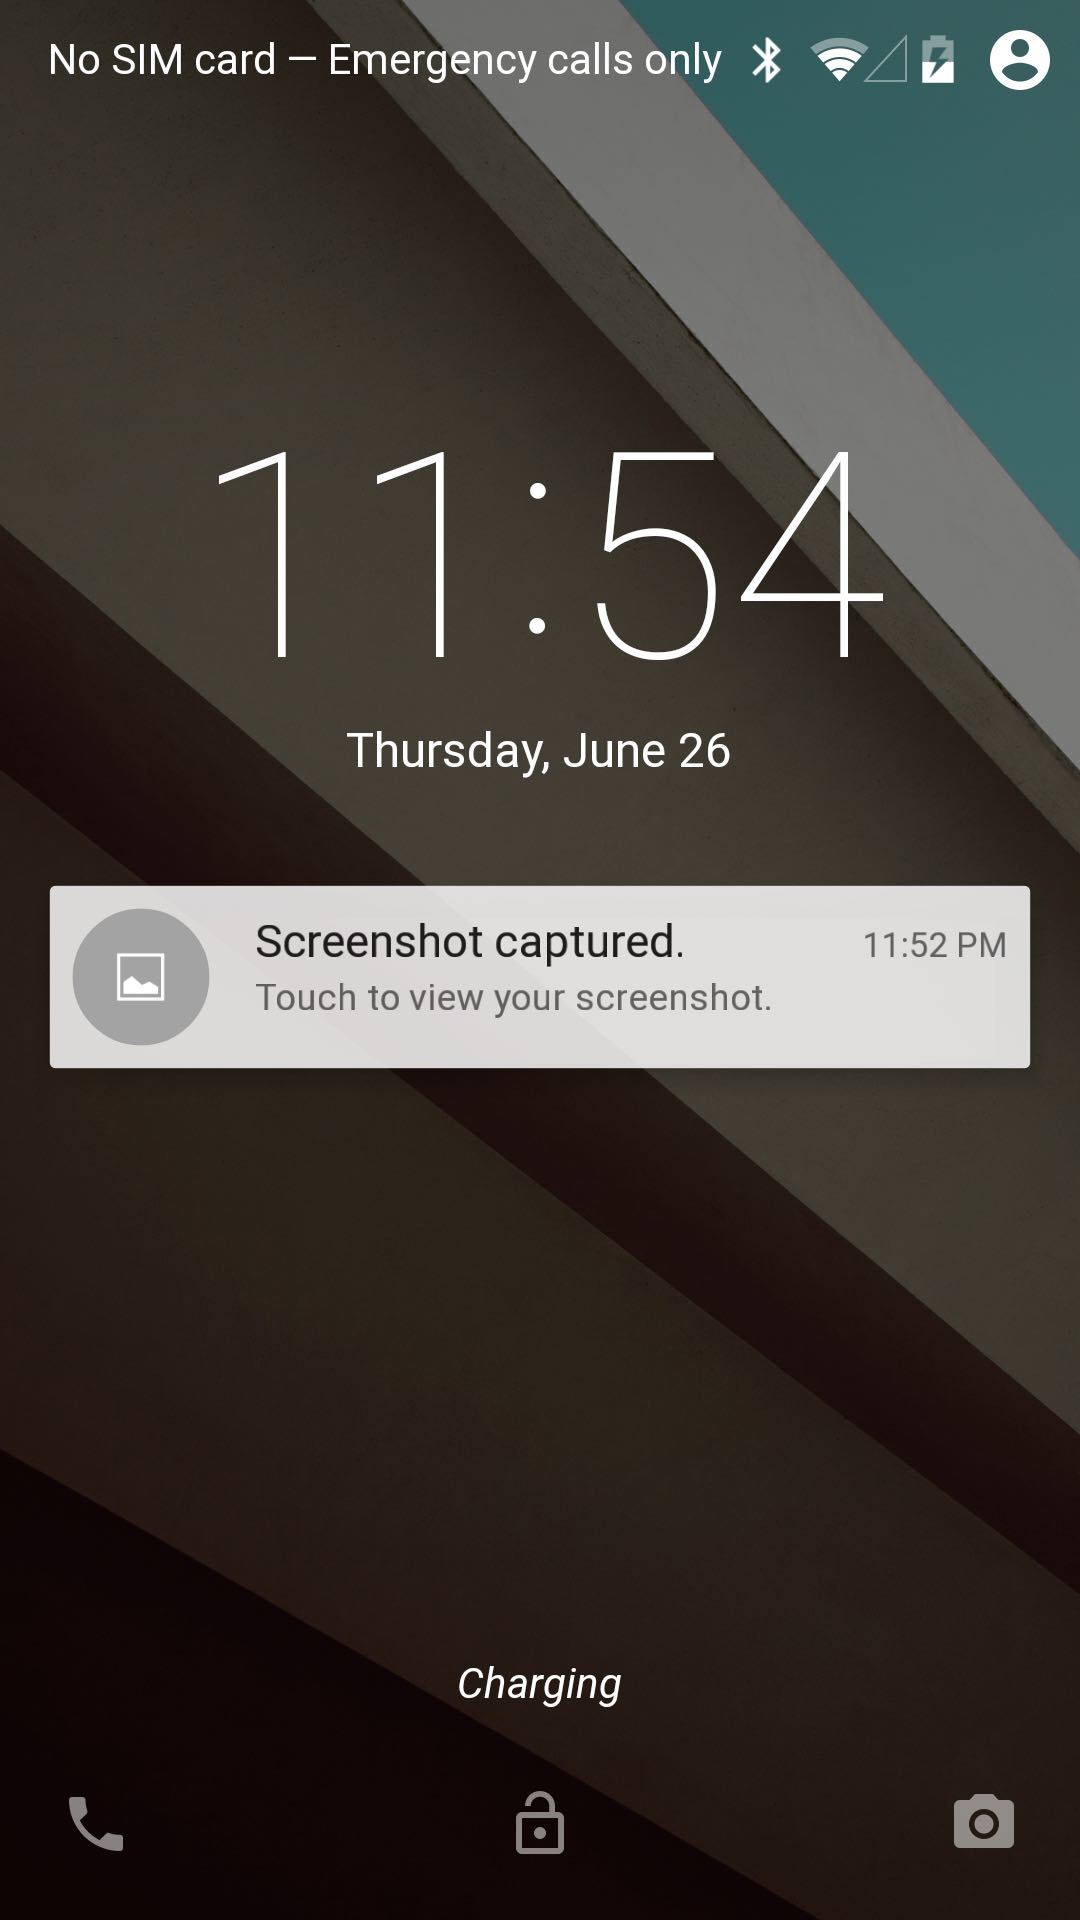 No SIM card — Emergency calls only
11:54
Thursday, June 26
Screenshot captured. 11:52 PM
Touch to view your screenshot.
Charging